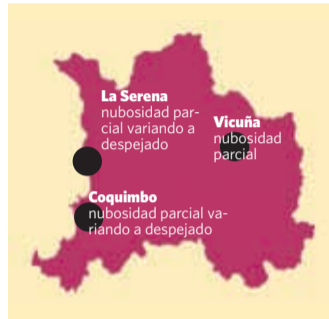 La Serena
nubosidad par-
cial variando a
despejado
Vicuña
nubosidad
parcial
Coquimbo
nubosidad parcial va-
riando a despejado